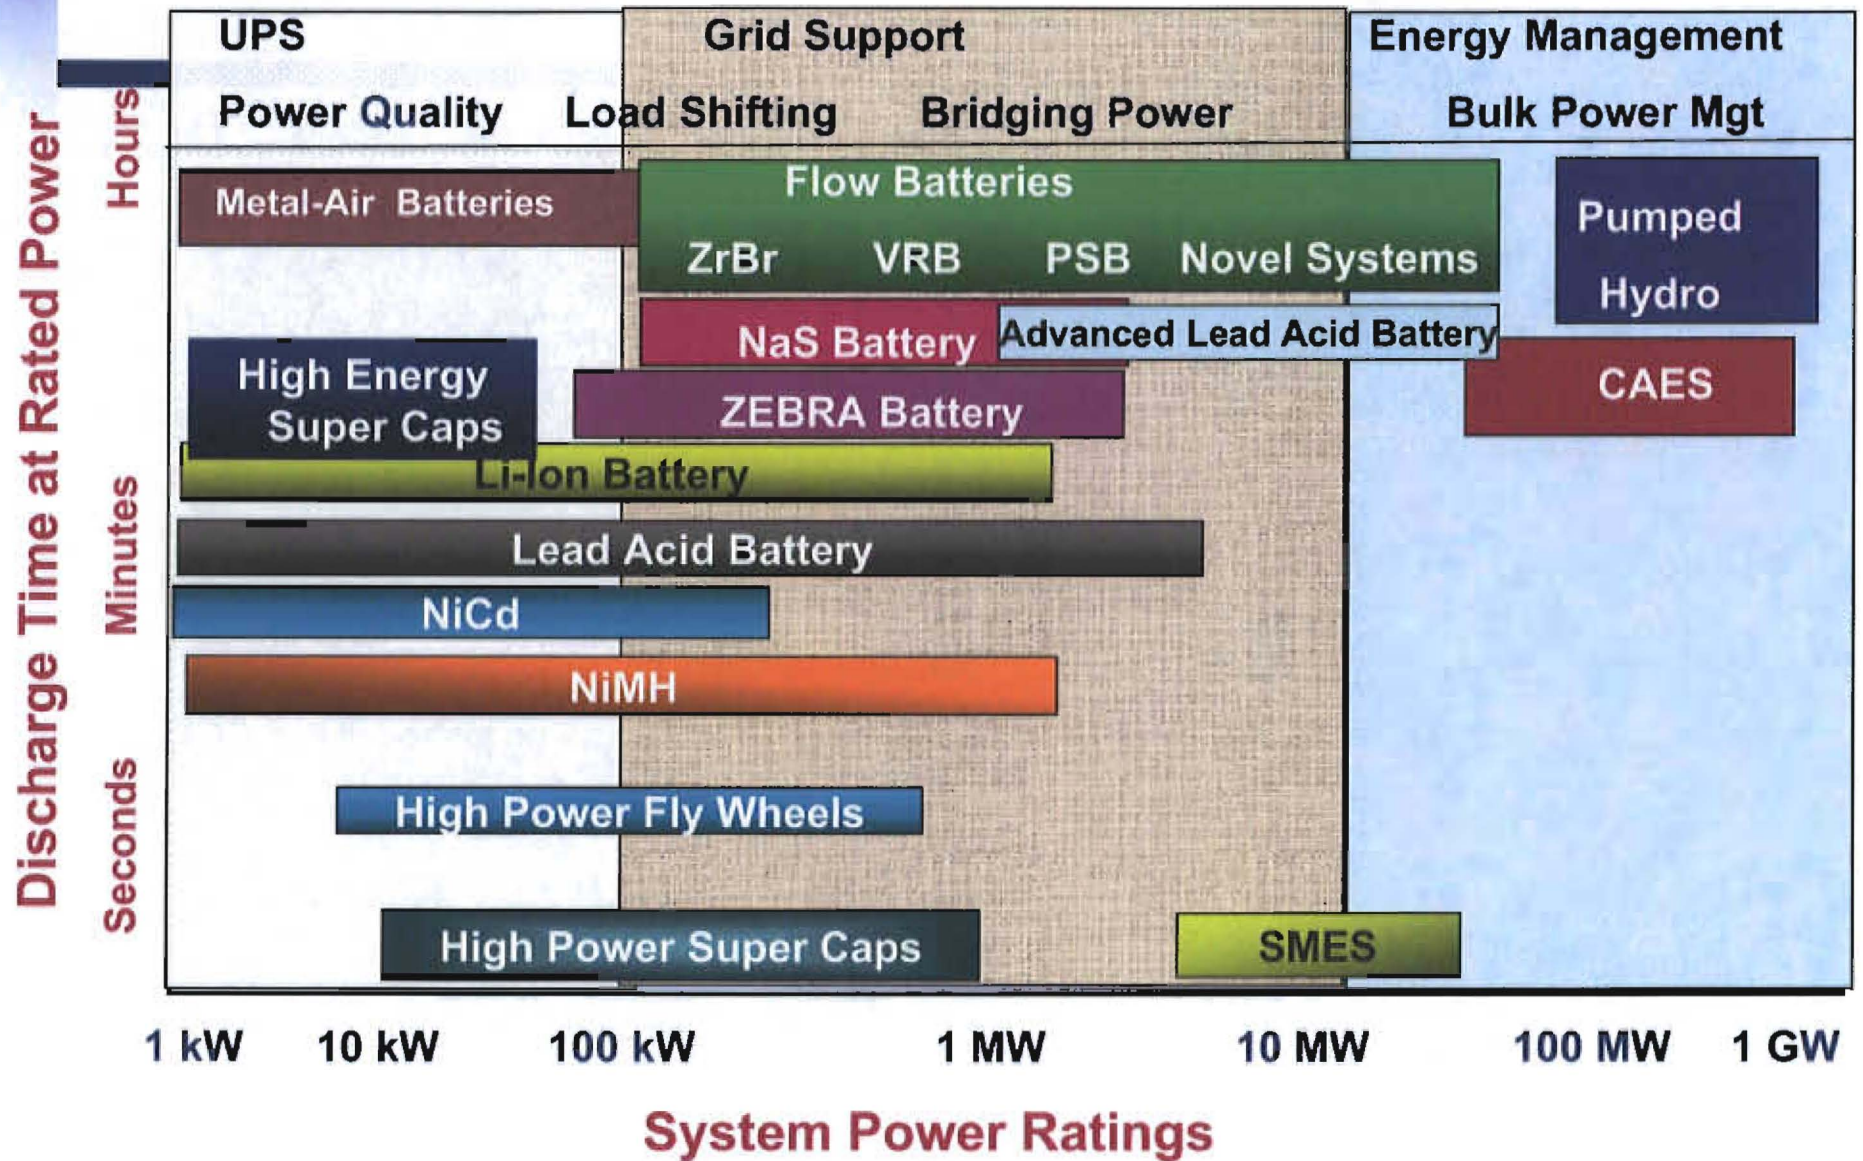 UPS
Grid Support
Energy Management
Power Quality
Load Shifting
Bridging Power
Bulk Power Mgt
Discharge Time at Rated Power
Hours
Minutes
Seconds
Metal-Air Batteries
Flow Batteries
ZrBr VRB PSB Novel Systems
Pumped
Hydro
NaS Battery
Advanced Lead Acid Battery
High Energy
Super Caps
ZEBRA Battery
CAES
Li-Ion Battery
Lead Acid Battery
NiCd
NiMH
High Power Fly Wheels
High Power Super Caps
SMES
1 kW 10 kW 100 kW 1 MW 10 MW 100 MW 1 GW
System Power Ratings